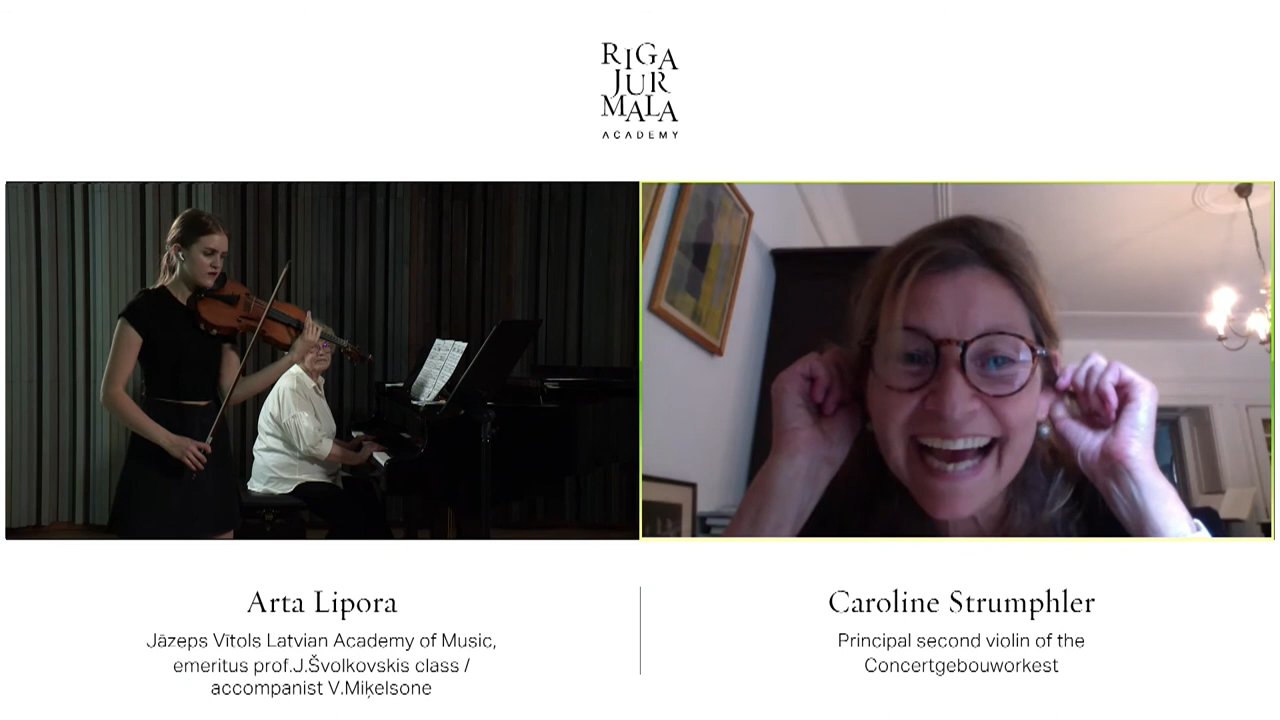 RIGA
JUR
MALA
ACADEMY
Arta Lipora
Jāzeps Vītols Latvian Academy of Music,
emeritus prof.J.Švolkovskis class /
accompanist V.Miķelsone
Caroline Strumphler
Principal second violin of the
Concertgebouworkest